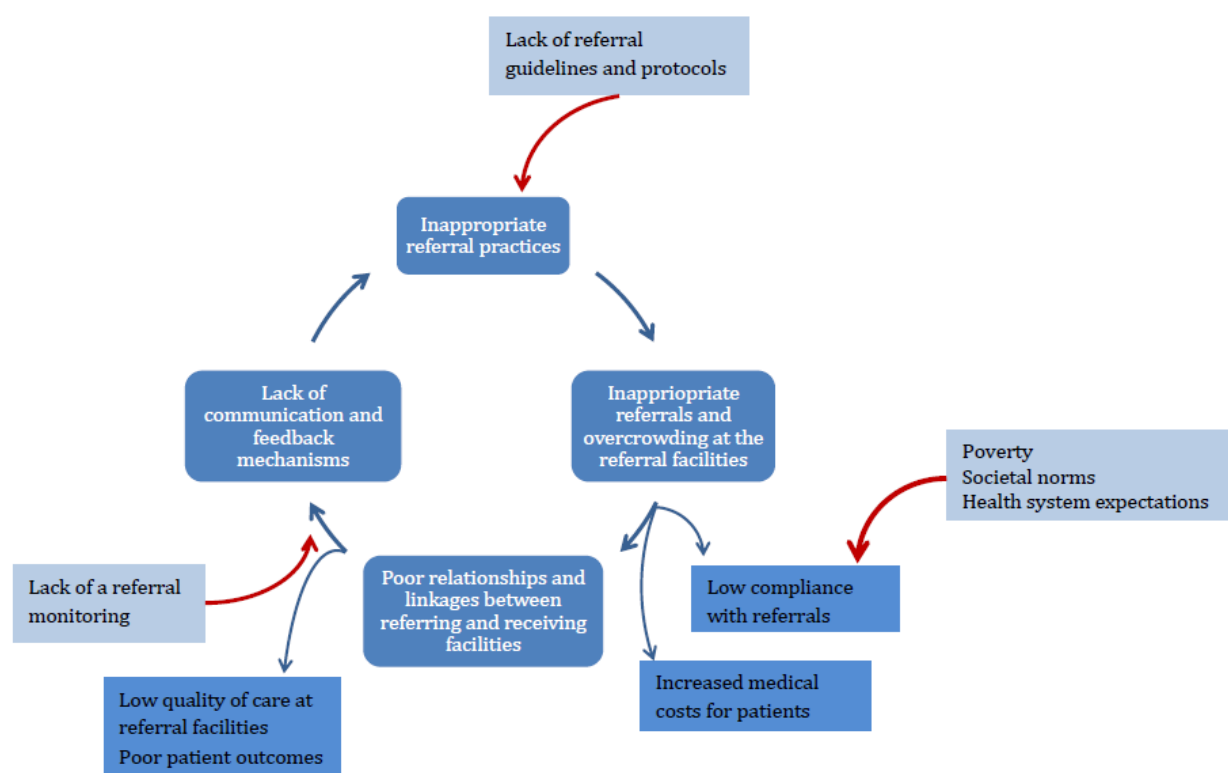 Lack of referral
guidelines and protocols
Inappropriate
referral practices
Lack of
communication and
feedback
mechanisms
Inappriopriate
referrals and
overcrowding at the
referral facilities
Poverty
Societal norms
Health system expectations
Lack of a referral
monitoring
Poor relationships and
linkages between
referring and receiving
facilities
Low compliance
with referrals
Increased medical
costs for patients
Low quality of care at
referral facilities
Poor patient outcomes